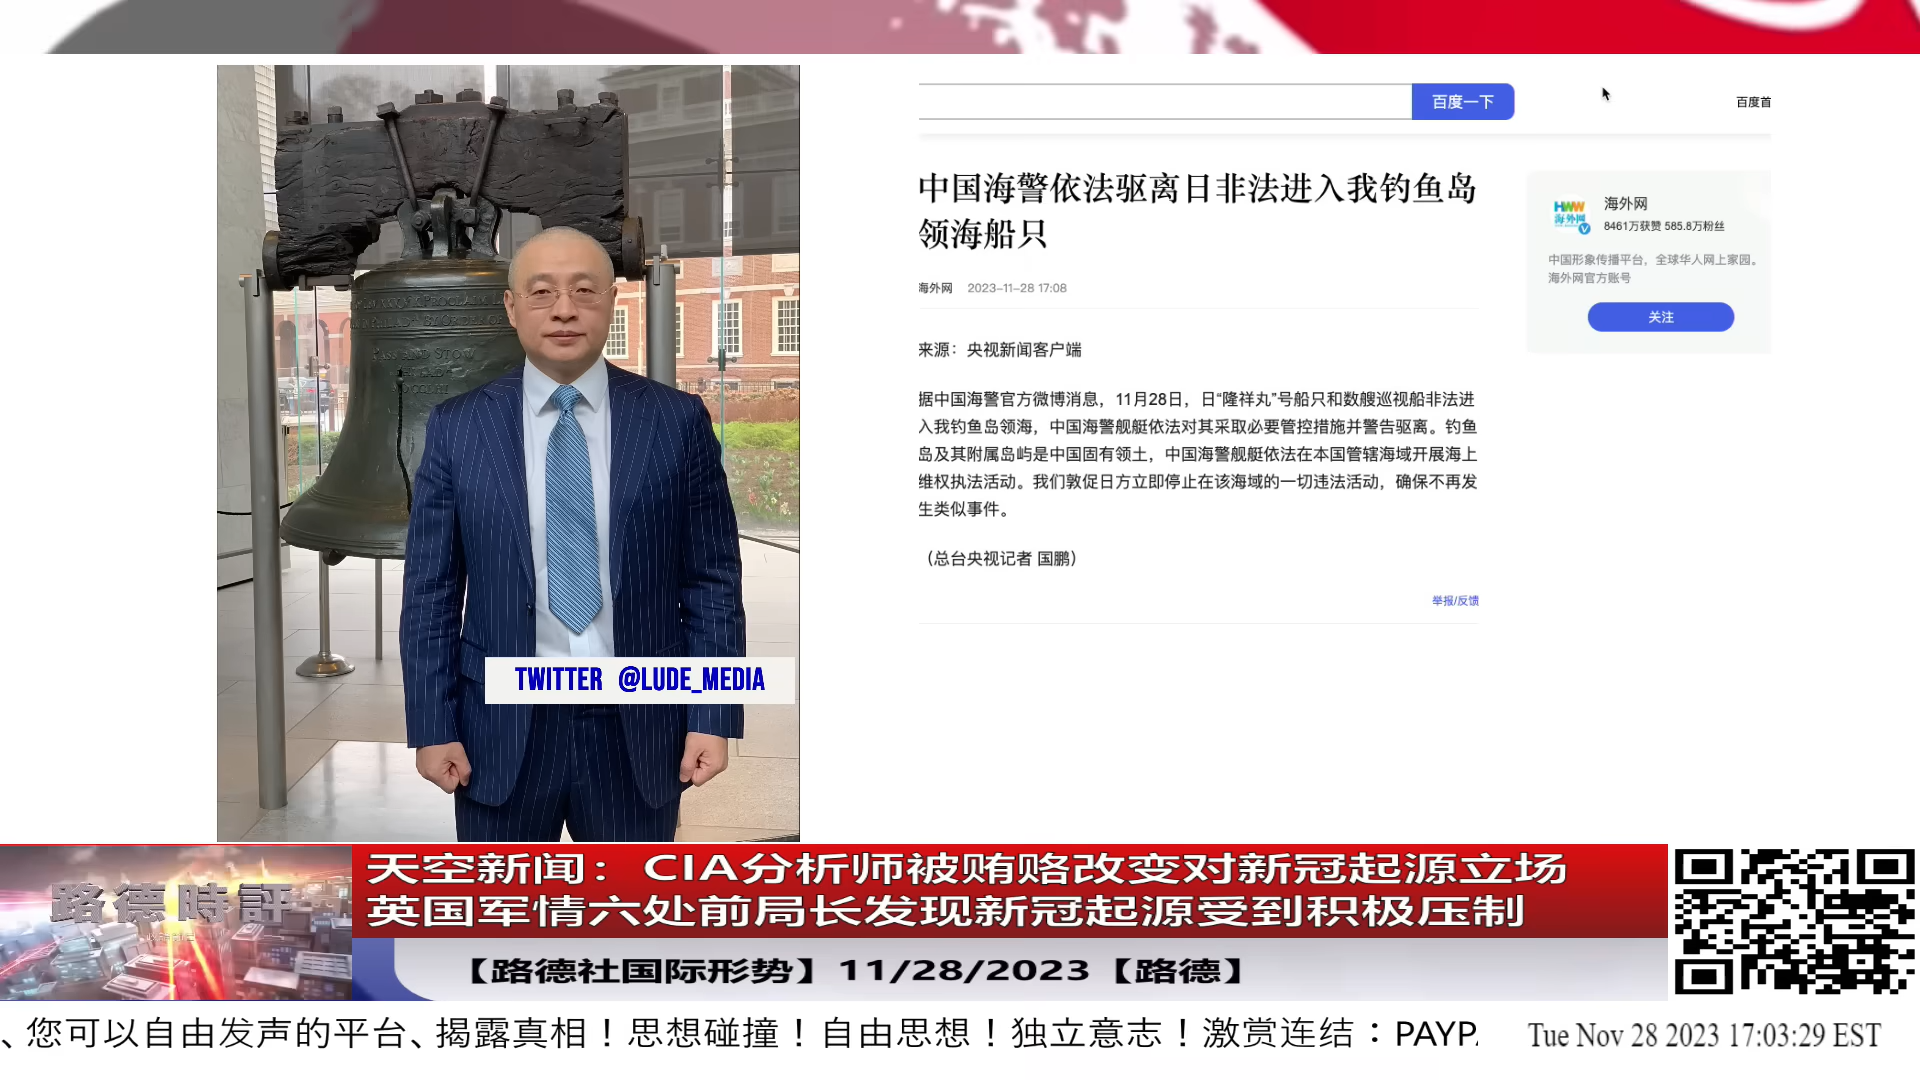 百度一下
百度首
中国海警依法驱离日非法进入我钓鱼岛
领海船只
海外网 2023-11-28 17:08
来源：央视新闻客户端
据中国海警官方微博消息，11月28日，日“隆祥丸”号船只和数艘巡视船非法进
入我钓鱼岛领海，中国海警舰艇依法对其采取必要管控措施并警告驱离。钓鱼
岛及其附属岛屿是中国固有领土，中国海警舰艇依法在本国管辖海域开展海上
维权执法活动。我们敦促日方立即停止在该海域的一切违法活动，确保不再发
生类似事件。
（总台央视记者 国鹏）
举报/反馈
HWW
海外网
海外网
8461万获赞 585.8万粉丝
中国形象传播平台，全球华人网上家园。
海外网官方账号
关注
PASS AND STOW
TWITTER @LUDE_MEDIA
路德時評
天空新闻：CIA分析师被贿赂改变对新冠起源立场
英国军情六处前局长发现新冠起源受到积极压制
【路德社国际形势】11/28/2023【路德】
、您可以自由发声的平台、揭露真相！思想碰撞！自由思想！独立意志！激赏连结：PAYP
Tue Nov 28 2023 17:03:29 EST